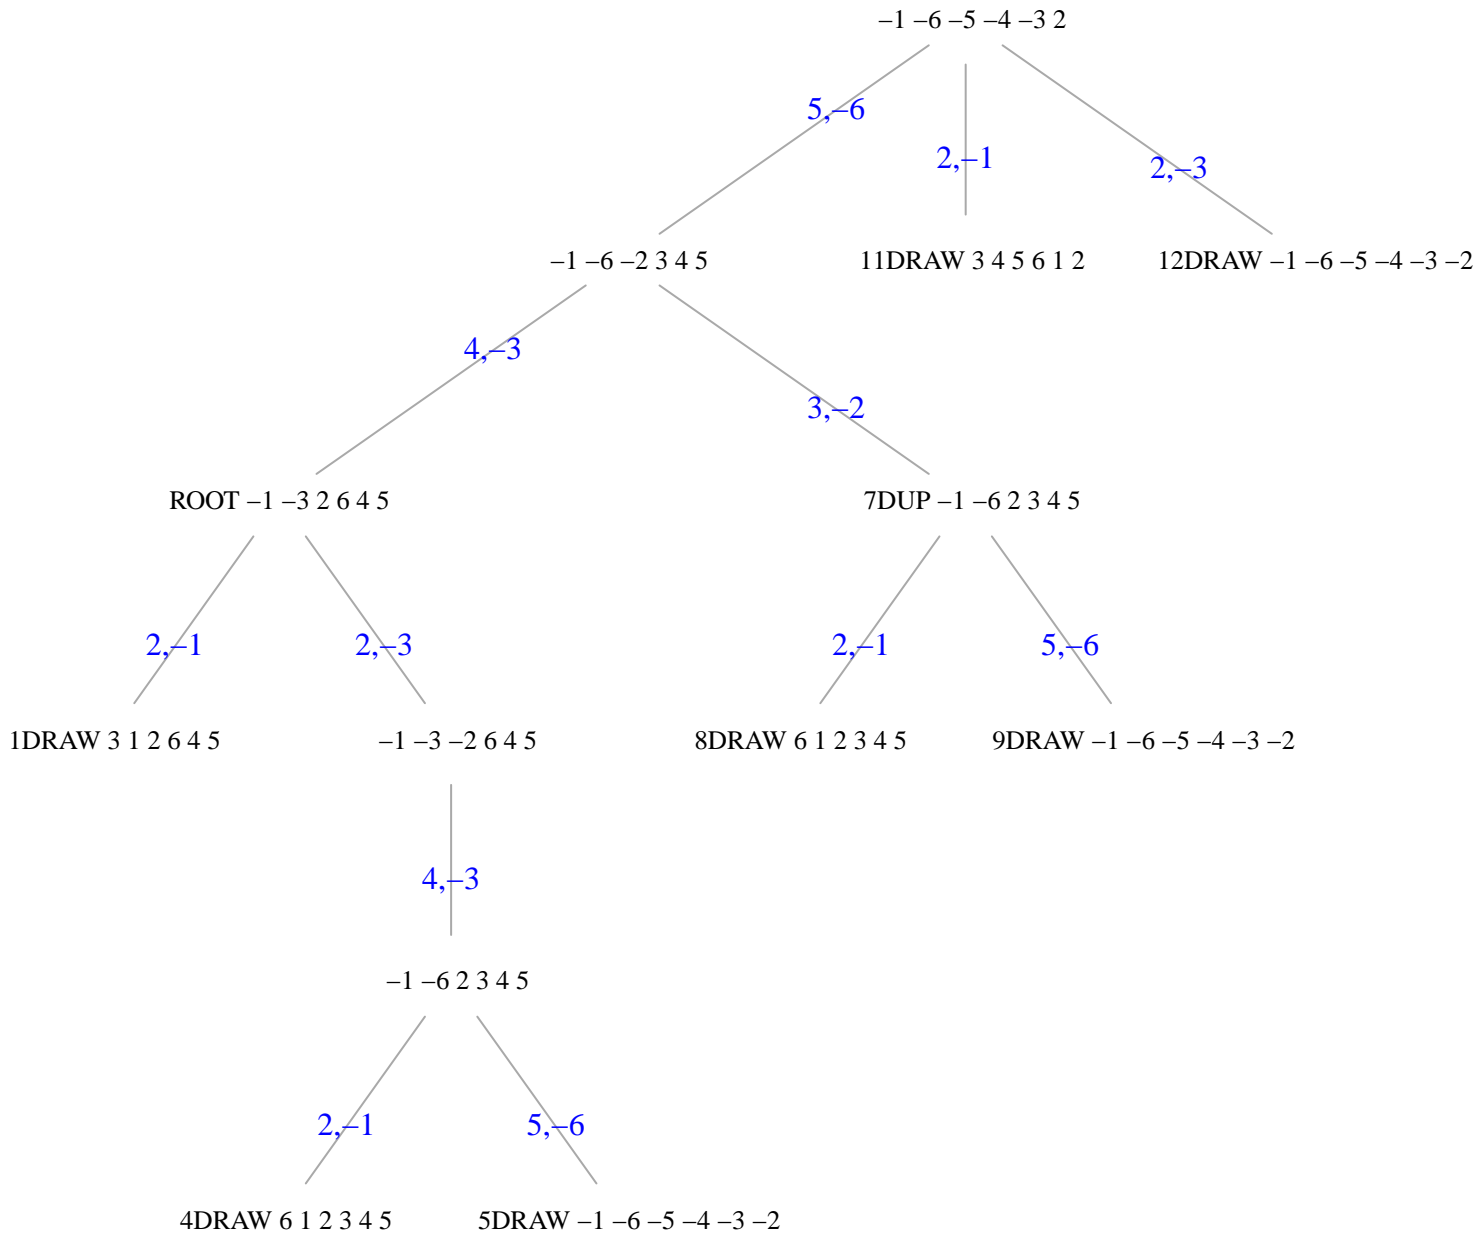 –1 –6 –5 –4 –3 2
5,–6
2,–1
2,–3
–1 –6 –2 3 4 5
11DRAW 3 4 5 6 1 2
12DRAW –1 –6 –5 –4 –3 –2
4,–3
3,–2
ROOT –1 –3 2 6 4 5
7DUP –1 –6 2 3 4 5
2,–1
2,–3
2,–1
5,–6
1DRAW 3 1 2 6 4 5
–1 –3 –2 6 4 5
8DRAW 6 1 2 3 4 5
9DRAW –1 –6 –5 –4 –3 –2
4,–3
–1 –6 2 3 4 5
2,–1
5,–6
4DRAW 6 1 2 3 4 5
5DRAW –1 –6 –5 –4 –3 –2